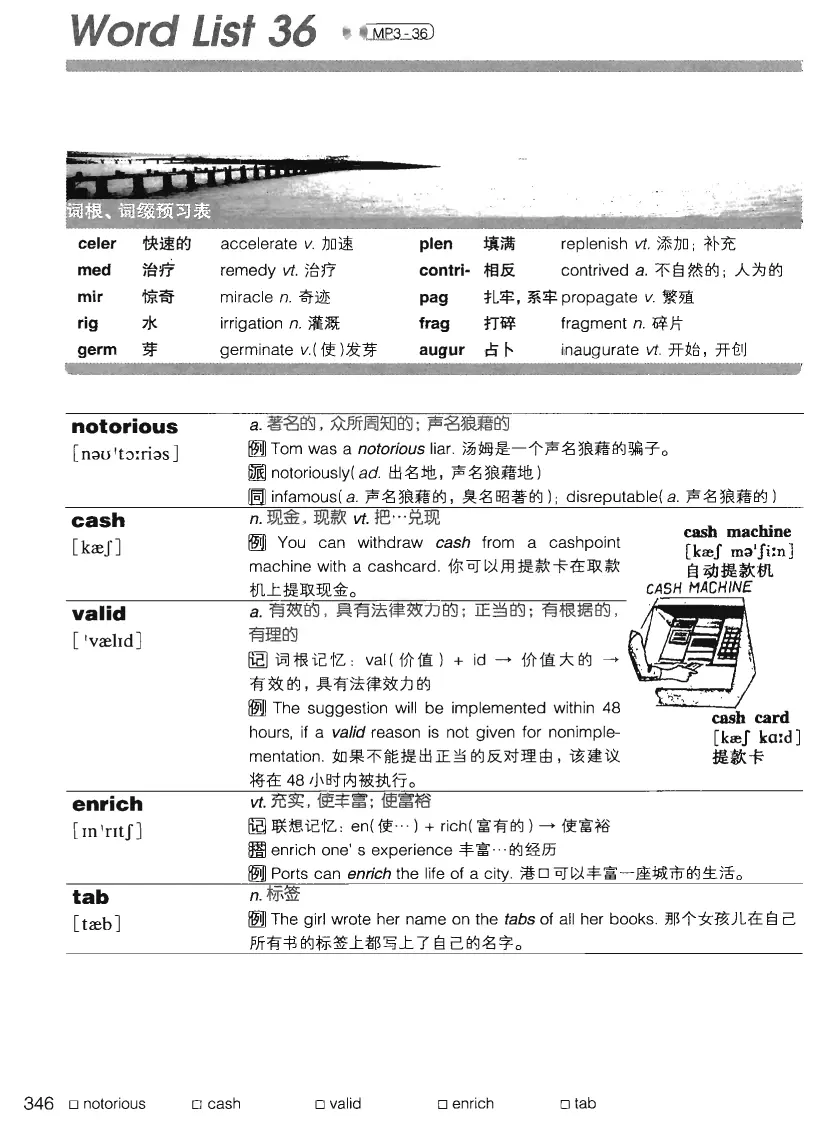 Word List 36 MP3-36
词根、词缀预习表
celer 快速的 accelerate v. 加速 plen 填满 replenish vt. 添加；补充
med 治疗 remedy vt. 治疗 contri- 相反 contrived a. 不自然的；人为的
mir 惊奇 miracle n. 奇迹 pag 扎牢，系牢 propagate v. 繁殖
rig 水 irrigation n. 灌溉 frag 打碎 fragment n. 碎片
germ 芽 germinate v.(使)发芽 augur 占卜 inaugurate vt. 开始，开创
notorious a. 著名的，众所周知的；声名狼藉的
[nəʊˈtɔːriəs] 例 Tom was a notorious liar. 汤姆是一个声名狼藉的骗子。
派 notoriously(ad. 出名地，声名狼藉地)
同 infamous(a. 声名狼藉的，臭名昭著的); disreputable(a. 声名狼藉的)
cash n. 现金，现款 vt. 把…兑现
[kæʃ] 例 You can withdraw cash from a cashpoint
machine with a cashcard. 你可以用提款卡在取款
机上提取现金。
cash machine
[kæʃ məˈʃiːn]
自动提款机
CASH MACHINE
valid a. 有效的，具有法律效力的；正当的；有根据的，
[ˈvælɪd] 有理的
记 词根记忆：val(价值) + id → 价值大的 →
有效的，具有法律效力的
例 The suggestion will be implemented within 48
hours, if a valid reason is not given for nonimple-
mentation. 如果不能提出正当的反对理由，该建议
将在 48 小时内被执行。
cash card
[kæʃ kɑːd]
提款卡
enrich vt. 充实，使丰富；使富裕
[ɪnˈrɪtʃ] 记 联想记忆：en(使…) + rich(富有的) → 使富裕
搭 enrich one's experience 丰富…的经历
例 Ports can enrich the life of a city. 港口可以丰富一座城市的生活。
tab n. 标签
[tæb] 例 The girl wrote her name on the tabs of all her books. 那个女孩儿在自己
所有书的标签上都写上了自己的名字。
346 □ notorious □ cash □ valid □ enrich □ tab